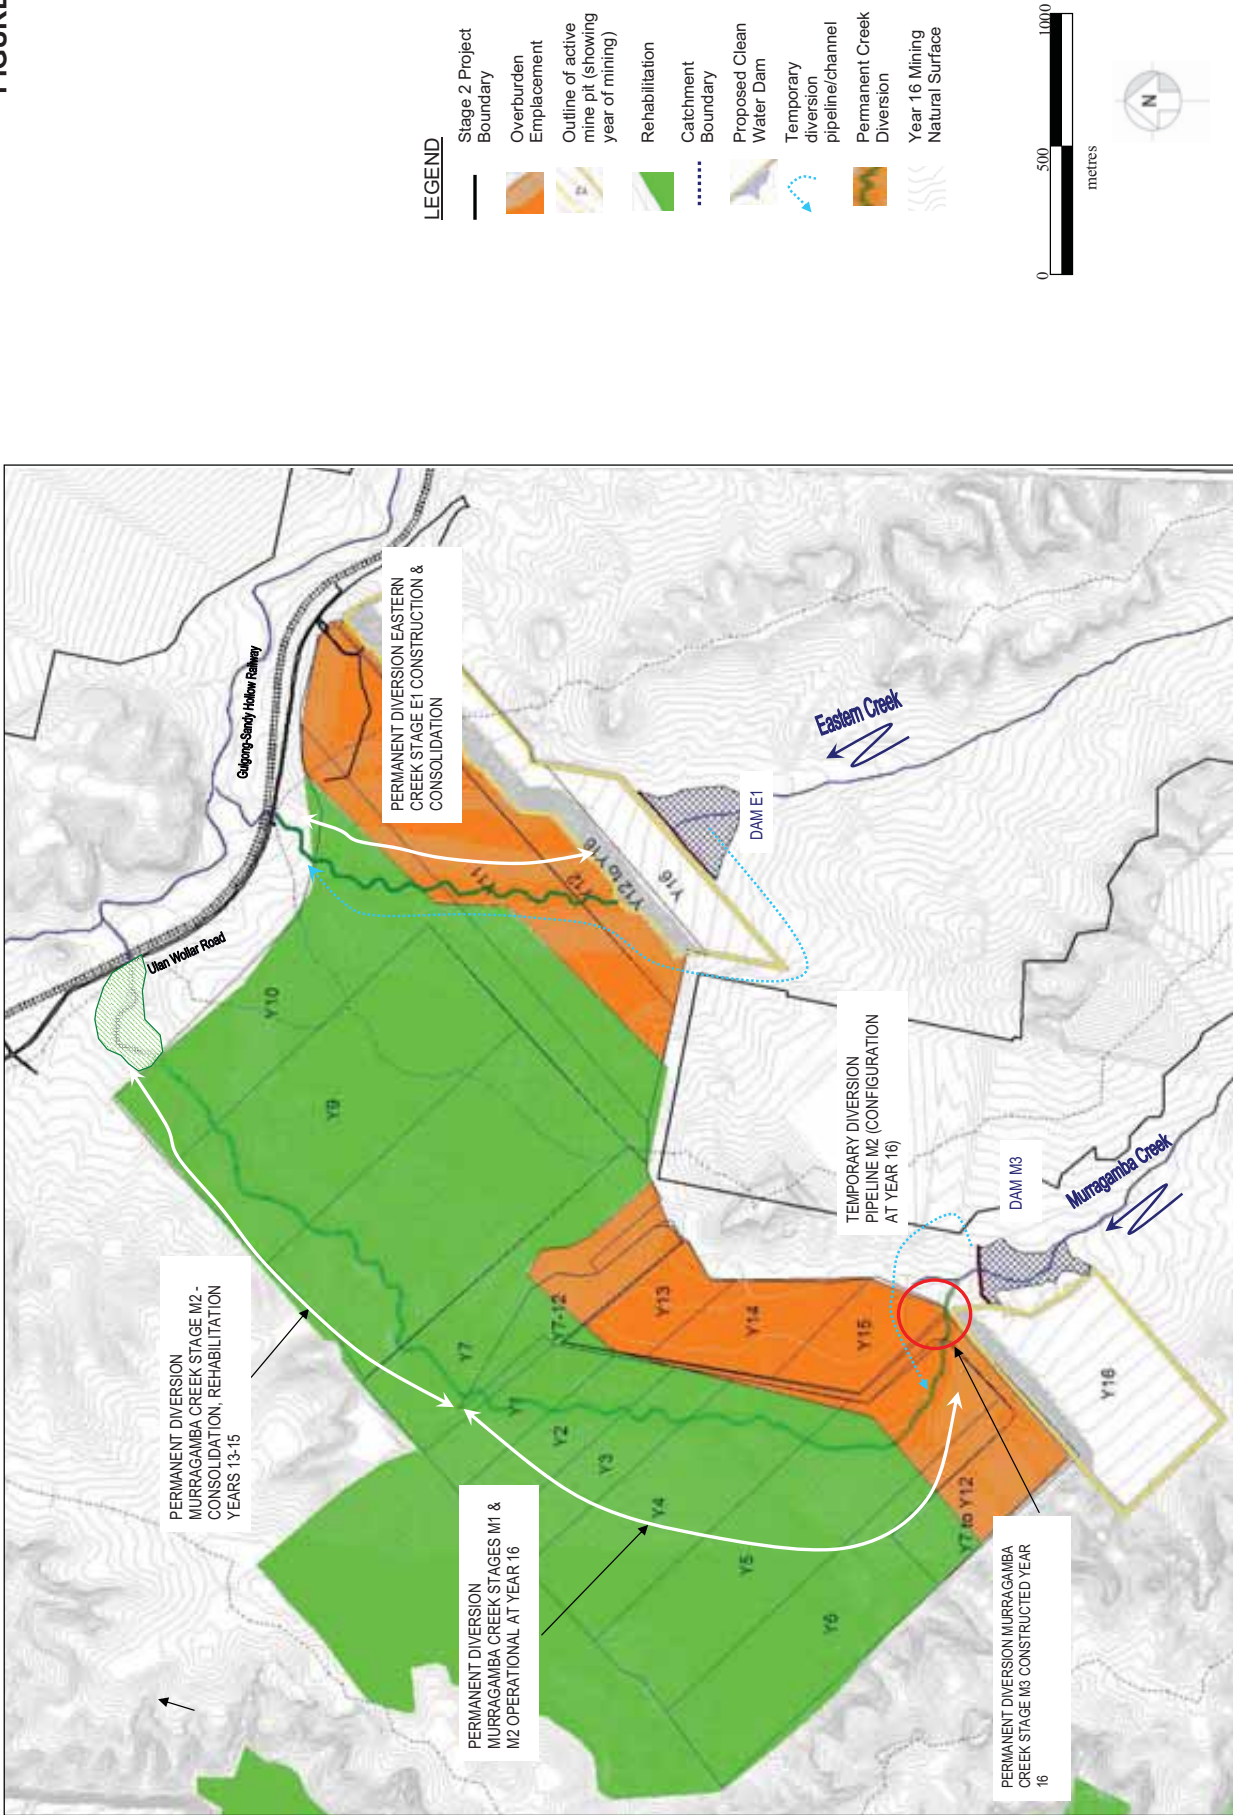 FIGURE
LEGEND
Stage 2 Project
Boundary
Overburden
Emplacement
Outline of active
mine pit (showing
year of mining)
Rehabilitation
Catchment
Boundary
Proposed Clean
Water Dam
Temporary
diversion
pipeline/channel
Permanent Creek
Diversion
Year 16 Mining
Natural Surface
0
500
1000
metres
N
PERMANENT DIVERSION
MURRAGAMBA CREEK STAGE M2 -
CONSOLIDATION, REHABILITATION
YEARS 13-15
PERMANENT DIVERSION
MURRAGAMBA CREEK STAGES M1 &
M2 OPERATIONAL AT YEAR 16
PERMANENT DIVERSION MURRAGAMBA
CREEK STAGE M3 CONSTRUCTED YEAR
16
PERMANENT DIVERSION EASTERN
CREEK STAGE E1 CONSTRUCTION &
CONSOLIDATION
TEMPORARY DIVERSION
PIPELINE M2 (CONFIGURATION
AT YEAR 16)
Gulgong-Sandy Hollow Railway
Ulan Wollar Road
Eastern Creek
DAM E1
Murragamba Creek
DAM M3
Y10
Y9
Y11
Y12
Y12 to Y16
Y16
Y7
Y7-12
Y1
Y2
Y3
Y4
Y5
Y6
Y13
Y14
Y15
Y7 to Y12
Y16